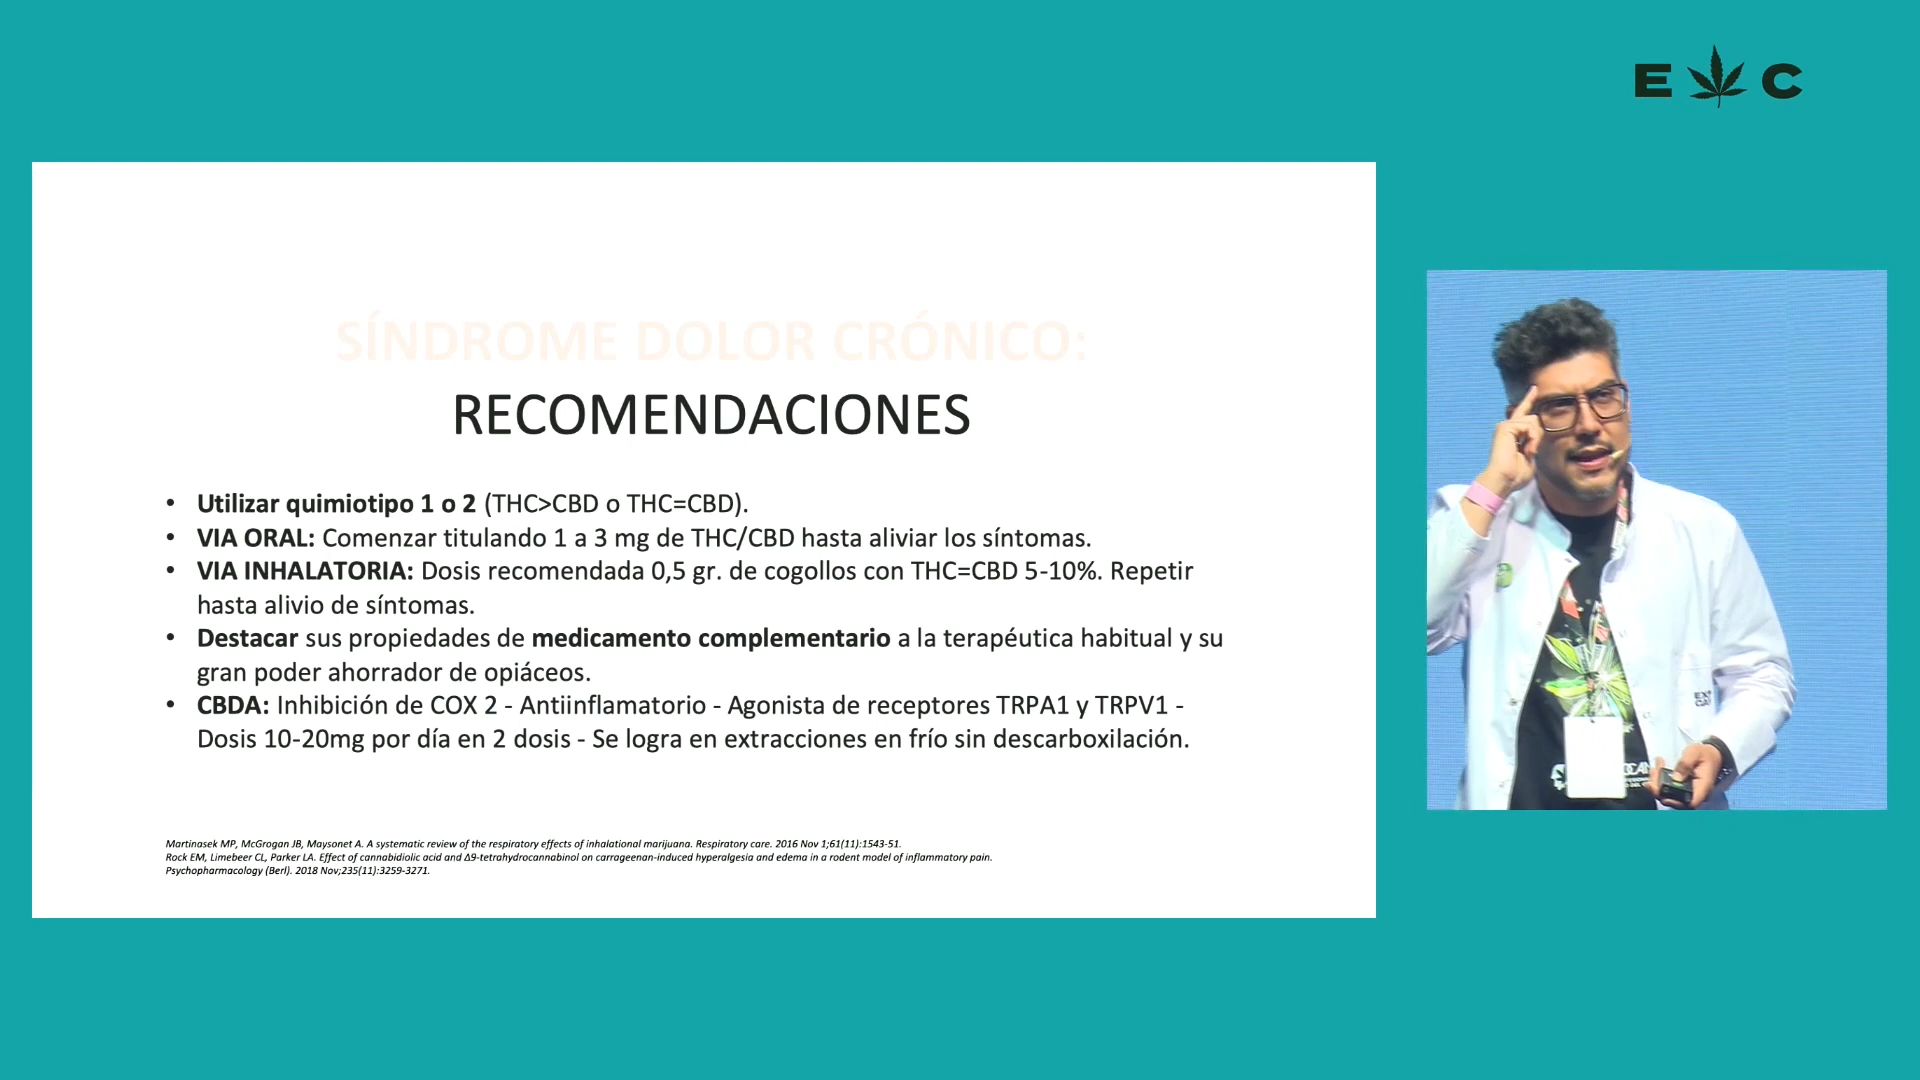 E C
SÍNDROME DOLOR CRÓNICO:
RECOMENDACIONES
• Utilizar quimiotipo 1 o 2 (THC>CBD o THC=CBD).
• VIA ORAL: Comenzar titulando 1 a 3 mg de THC/CBD hasta aliviar los síntomas.
• VIA INHALATORIA: Dosis recomendada 0,5 gr. de cogollos con THC=CBD 5-10%. Repetir
hasta alivio de síntomas.
• Destacar sus propiedades de medicamento complementario a la terapéutica habitual y su
gran poder ahorrador de opiáceos.
• CBDA: Inhibición de COX 2 - Antiinflamatorio - Agonista de receptores TRPA1 y TRPV1 -
Dosis 10-20mg por día en 2 dosis - Se logra en extracciones en frío sin descarboxilación.
Martinasek MP, McGrogan JB, Maysonet A. A systematic review of the respiratory effects of inhalational marijuana. Respiratory care. 2016 Nov 1;61(11):1543-51.
Rock EM, Limebeer CL, Parker LA. Effect of cannabidiolic acid and Δ9-tetrahydrocannabinol on carrageenan-induced hyperalgesia and edema in a rodent model of inflammatory pain.
Psychopharmacology (Berl). 2018 Nov;235(11):3259-3271.